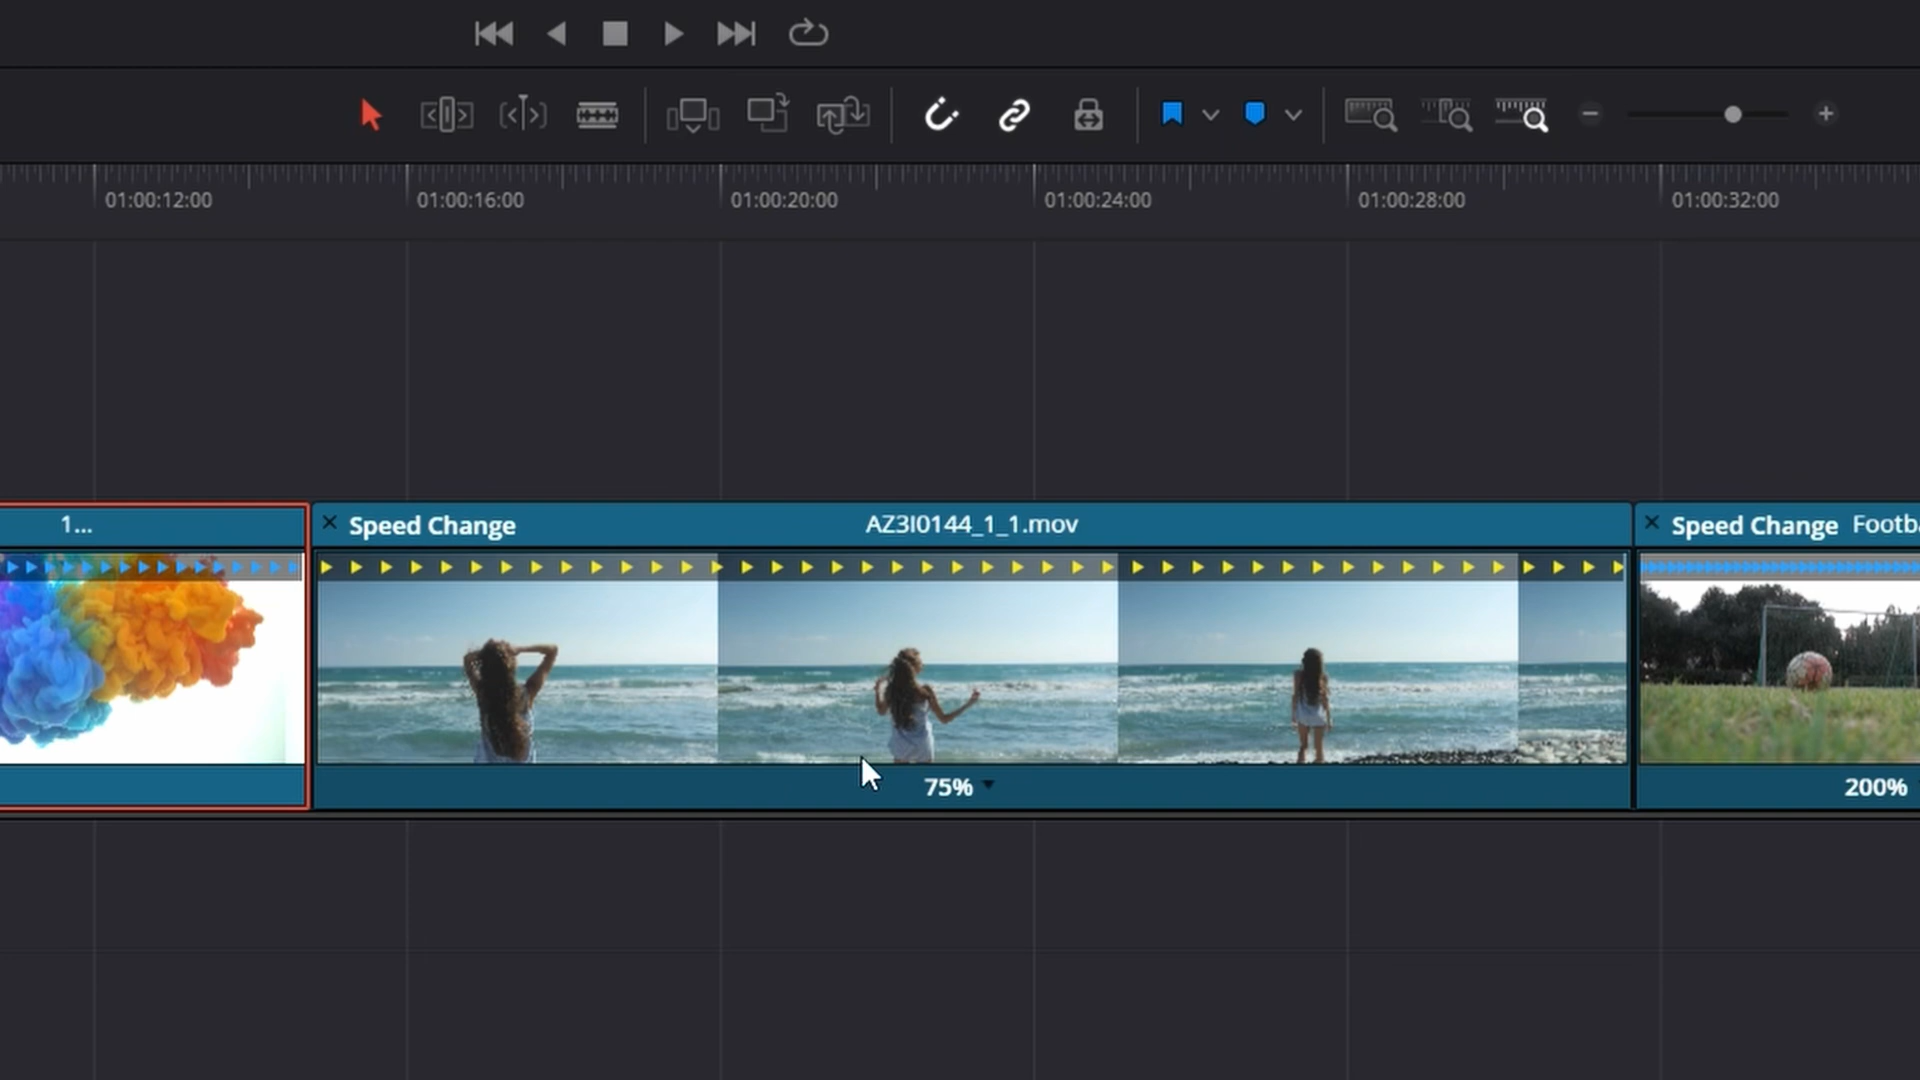 01:00:12:00 01:00:16:00 01:00:20:00 01:00:24:00 01:00:28:00 01:00:32:00
1... Speed Change AZ3I0144_1_1.mov Speed Change Footb
75% 200%